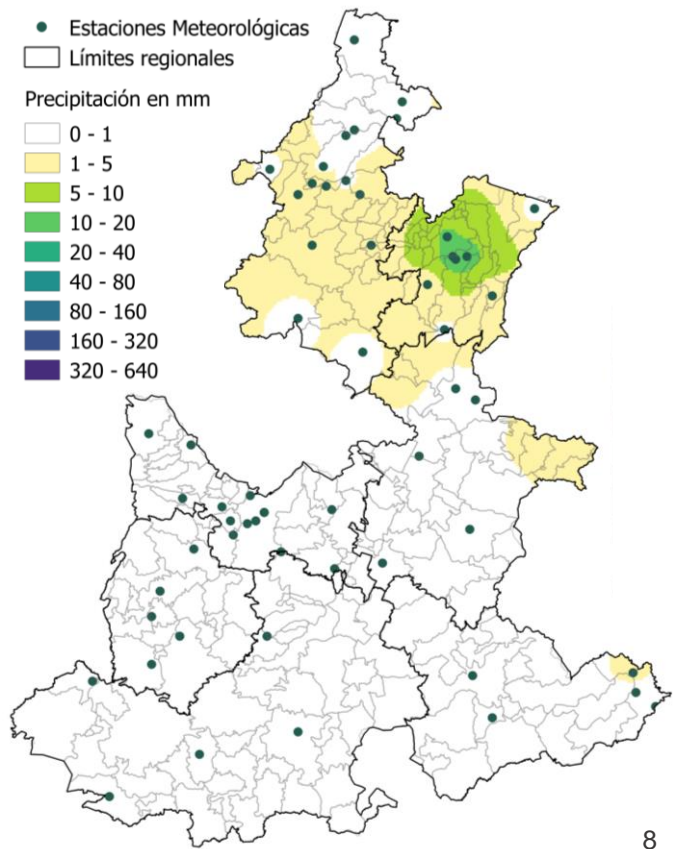 Estaciones Meteorológicas
Límites regionales
Precipitación en mm
0 - 1
1 - 5
5 - 10
10 - 20
20 - 40
40 - 80
80 - 160
160 - 320
320 - 640
8